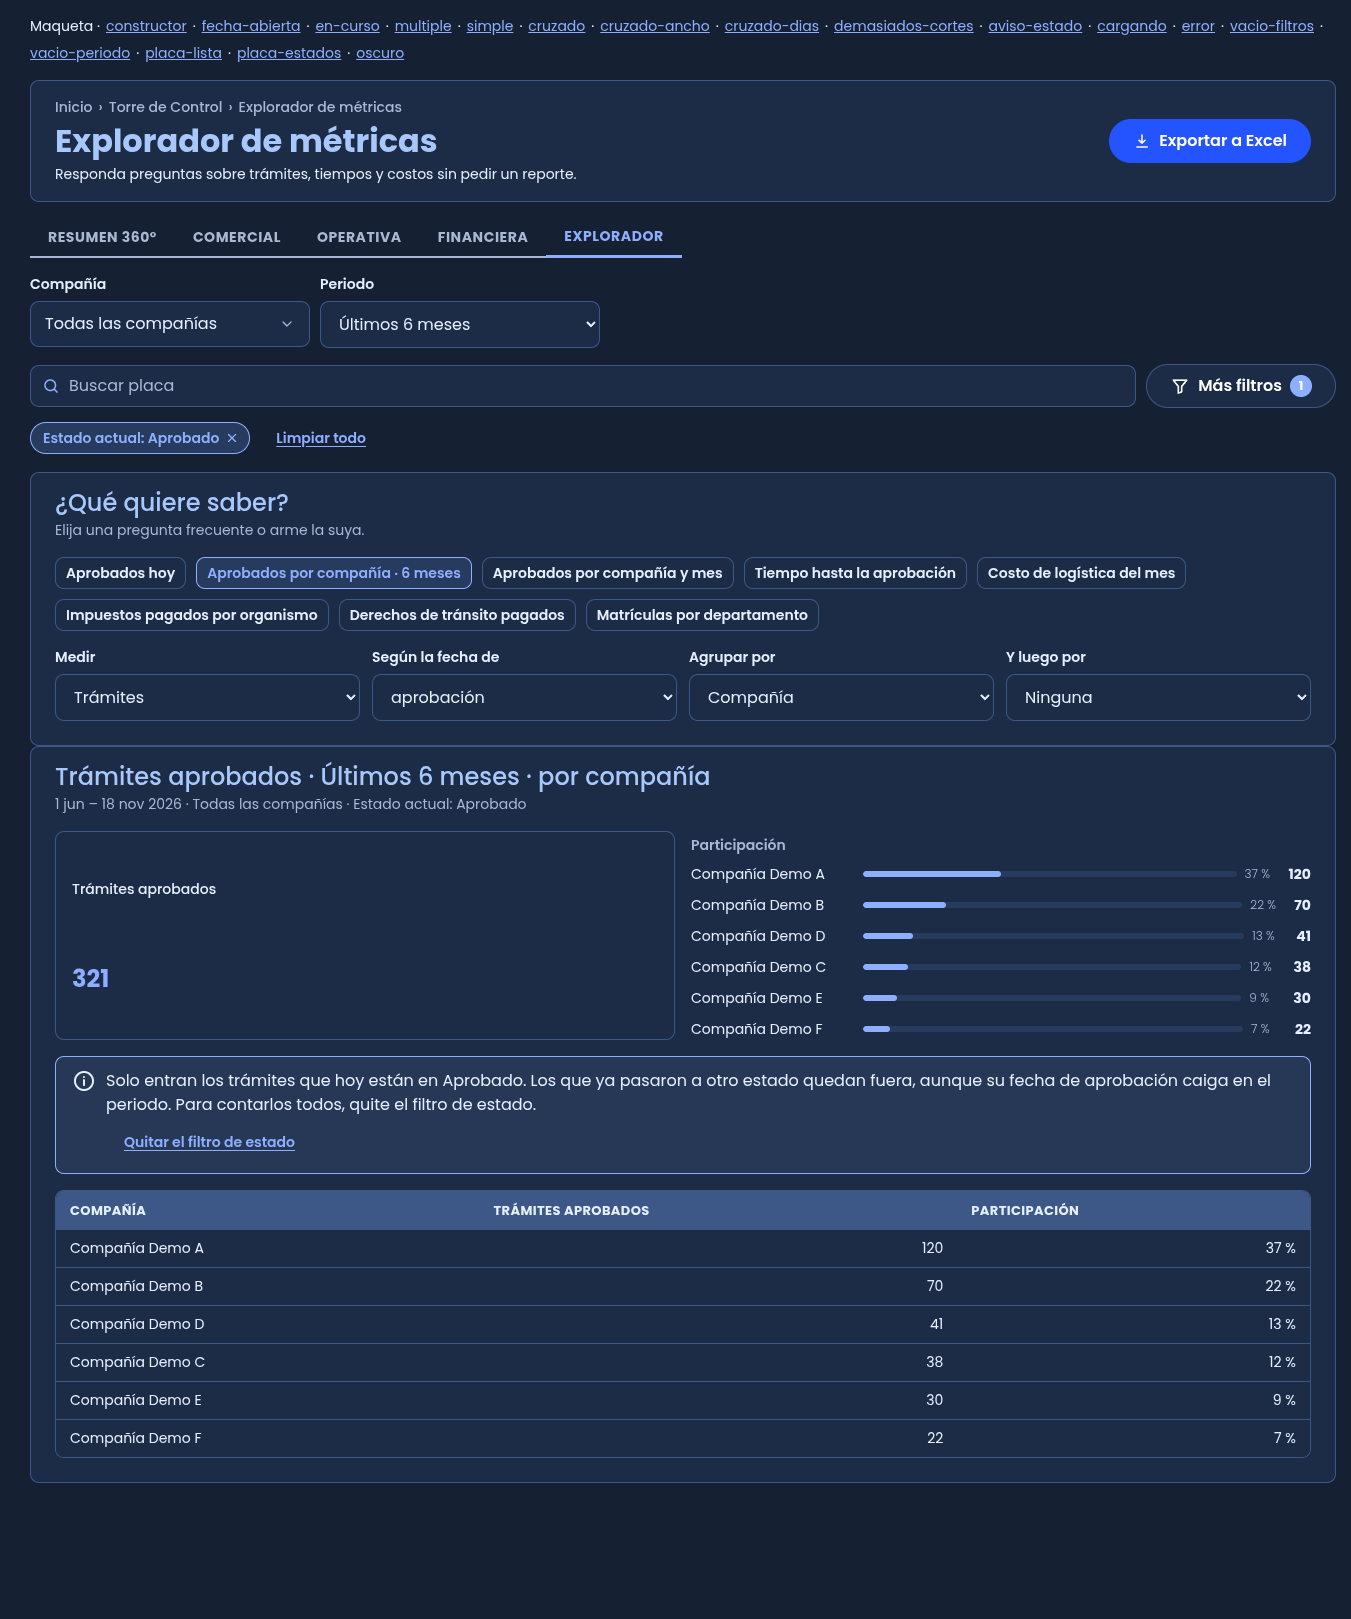 Maqueta · constructor · fecha-abierta · en-curso · multiple · simple · cruzado · cruzado-ancho · cruzado-dias · demasiados-cortes · aviso-estado · cargando · error · vacio-filtros ·
vacio-periodo · placa-lista · placa-estados · oscuro
Inicio › Torre de Control › Explorador de métricas
Explorador de métricas
Responda preguntas sobre trámites, tiempos y costos sin pedir un reporte.
Exportar a Excel
RESUMEN 360° COMERCIAL OPERATIVA FINANCIERA EXPLORADOR
Compañía Periodo
Todas las compañías Últimos 6 meses
Buscar placa Más filtros 1
Estado actual: Aprobado × Limpiar todo
¿Qué quiere saber?
Elija una pregunta frecuente o arme la suya.
Aprobados hoy Aprobados por compañía · 6 meses Aprobados por compañía y mes Tiempo hasta la aprobación Costo de logística del mes
Impuestos pagados por organismo Derechos de tránsito pagados Matrículas por departamento
Medir Según la fecha de Agrupar por Y luego por
Trámites aprobación Compañía Ninguna
Trámites aprobados · Últimos 6 meses · por compañía
1 jun – 18 nov 2026 · Todas las compañías · Estado actual: Aprobado
Trámites aprobados
321
Participación
Compañía Demo A 37 % 120
Compañía Demo B 22 % 70
Compañía Demo D 13 % 41
Compañía Demo C 12 % 38
Compañía Demo E 9 % 30
Compañía Demo F 7 % 22
Solo entran los trámites que hoy están en Aprobado. Los que ya pasaron a otro estado quedan fuera, aunque su fecha de aprobación caiga en el
periodo. Para contarlos todos, quite el filtro de estado.
Quitar el filtro de estado
COMPAÑÍA TRÁMITES APROBADOS PARTICIPACIÓN
Compañía Demo A 120 37 %
Compañía Demo B 70 22 %
Compañía Demo D 41 13 %
Compañía Demo C 38 12 %
Compañía Demo E 30 9 %
Compañía Demo F 22 7 %